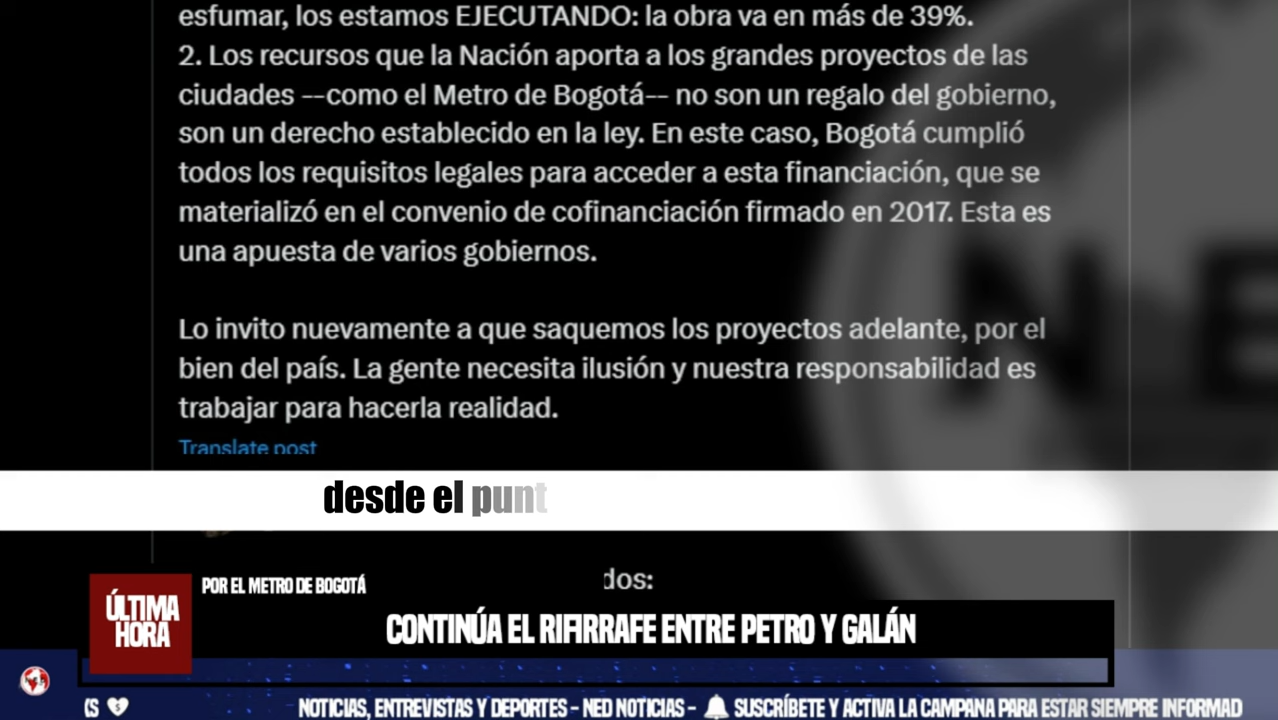 esfumar, los estamos EJECUTANDO: la obra va en más de 39%.
2. Los recursos que la Nación aporta a los grandes proyectos de las
ciudades --como el Metro de Bogotá-- no son un regalo del gobierno,
son un derecho establecido en la ley. En este caso, Bogotá cumplió
todos los requisitos legales para acceder a esta financiación, que se
materializó en el convenio de cofinanciación firmado en 2017. Esta es
una apuesta de varios gobiernos.
Lo invito nuevamente a que saquemos los proyectos adelante, por el
bien del país. La gente necesita ilusión y nuestra responsabilidad es
trabajar para hacerla realidad.
Translate post
desde el punt
dos:
POR EL METRO DE BOGOTÁ
ÚLTIMA
HORA
CONTINÚA EL RIFIRRAFE ENTRE PETRO Y GALÁN
CS
NOTICIAS, ENTREVISTAS Y DEPORTES - NED NOTICIAS -
SUSCRÍBETE Y ACTIVA LA CAMPANA PARA ESTAR SIEMPRE INFORMAD
NE